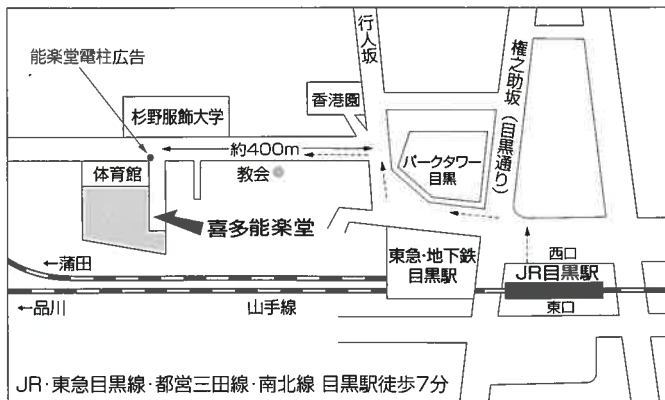 能楽堂電柱広告
杉野服飾大学
香港園
行人坂
権之助坂(目黒通り)
約400m
体育館
教会
パークタワー
目黒
喜多能楽堂
東急・地下鉄
目黒駅
西口
JR目黒駅
東口
←蒲田
←品川
山手線
JR・東急目黒線・都営三田線・南北線 目黒駅徒歩7分